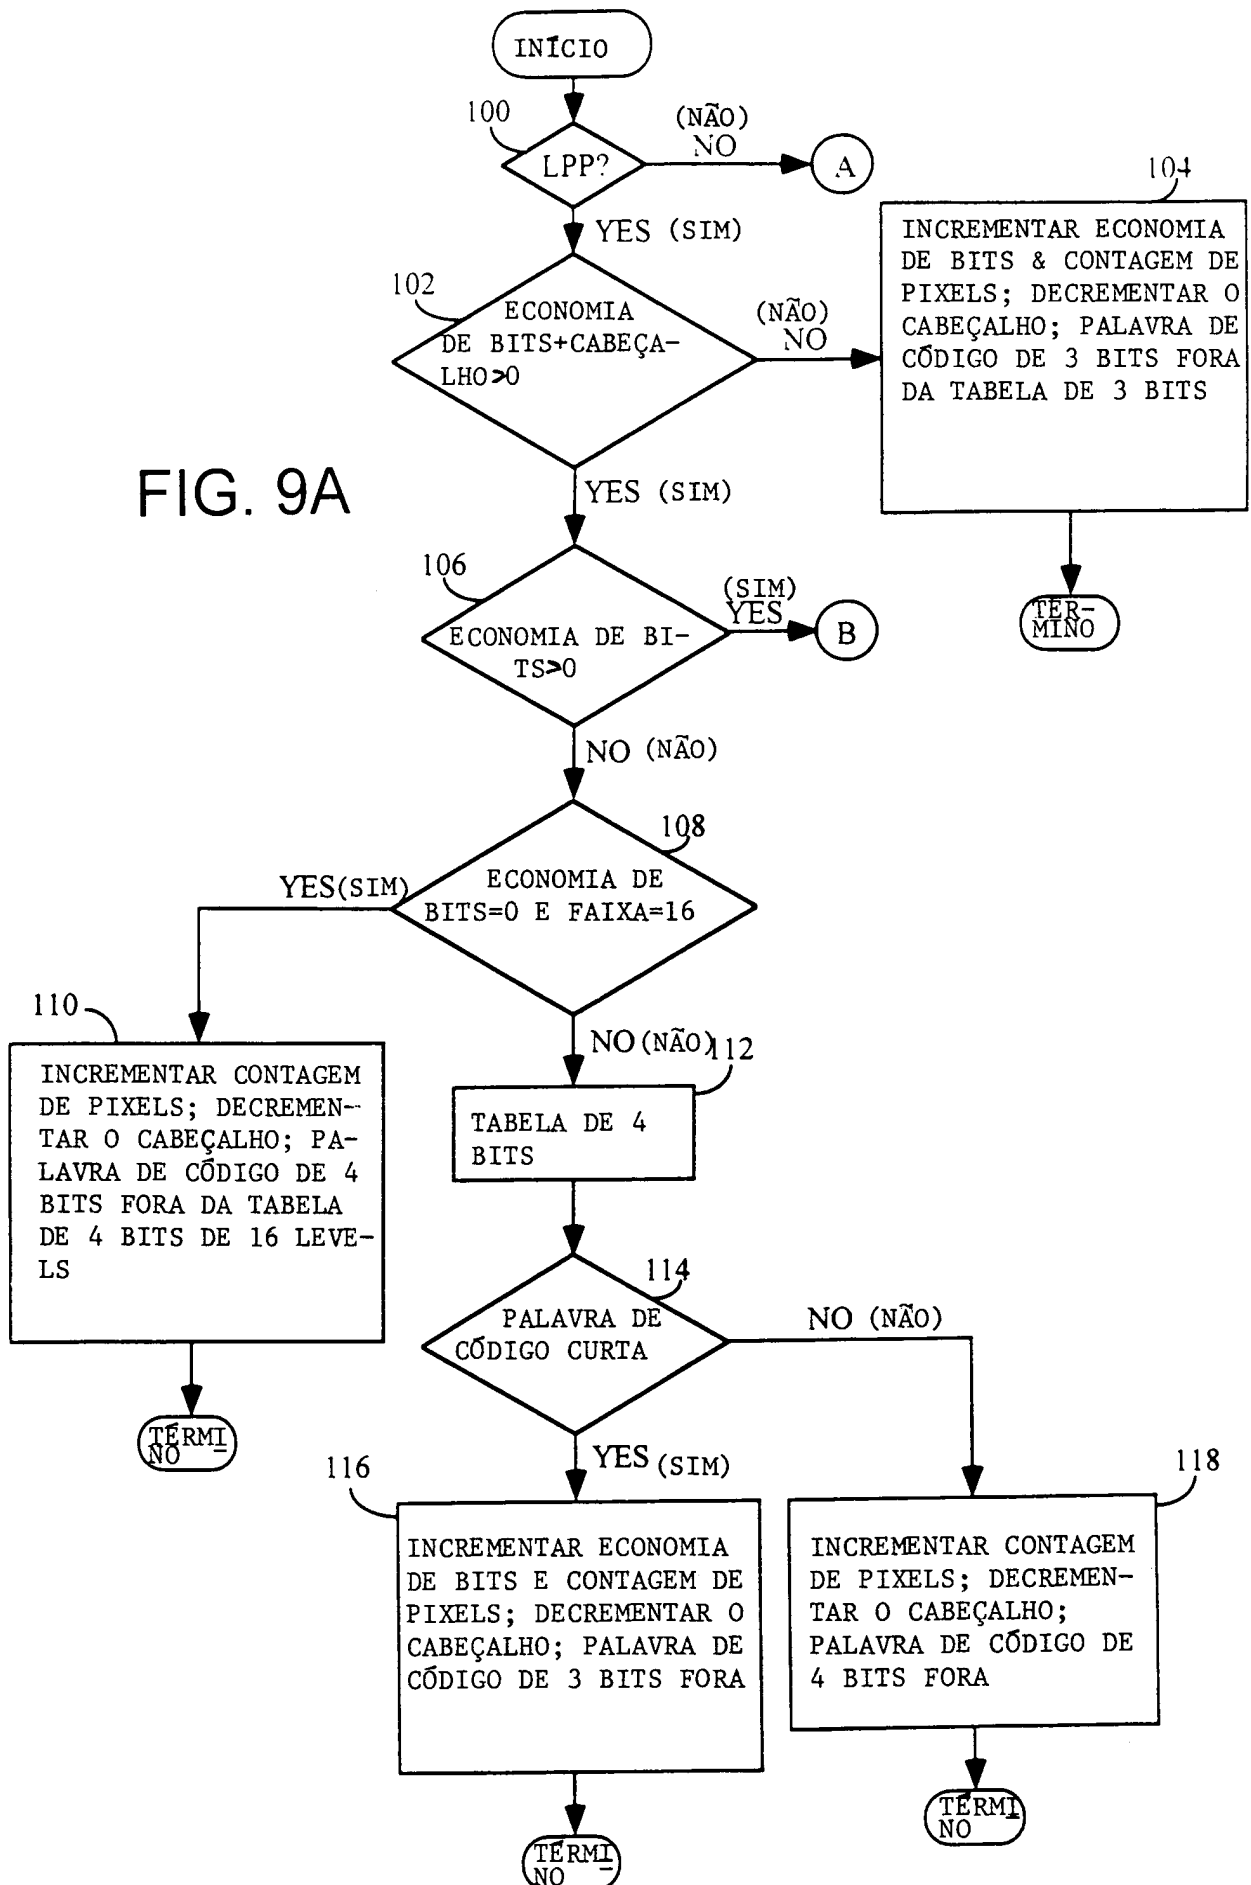 INÍCIO
100
LPP?
(NÃO)
NO
A
YES (SIM)
104
INCREMENTAR ECONOMIA
DE BITS & CONTAGEM DE
PIXELS; DECREMENTAR O
CABEÇALHO; PALAVRA DE
CÓDIGO DE 3 BITS FORA
DA TABELA DE 3 BITS
TÉR-
MINO
102
ECONOMIA
DE BITS+CABEÇA-
LHO>0
(NÃO)
NO
YES (SIM)
FIG. 9A
106
ECONOMIA DE BI-
TS>0
(SIM)
YES
B
NO (NÃO)
108
ECONOMIA DE
BITS=0 E FAIXA=16
YES(SIM)
110
INCREMENTAR CONTAGEM
DE PIXELS; DECREMEN-
TAR O CABEÇALHO; PA-
LAVRA DE CÓDIGO DE 4
BITS FORA DA TABELA
DE 4 BITS DE 16 LEVE-
LS
TÉRMI
NO
NO (NÃO)
112
TABELA DE 4
BITS
114
PALAVRA DE
CÓDIGO CURTA
NO (NÃO)
YES (SIM)
116
INCREMENTAR ECONOMIA
DE BITS E CONTAGEM DE
PIXELS; DECREMENTAR O
CABEÇALHO; PALAVRA DE
CÓDIGO DE 3 BITS FORA
TÉRMI
NO
118
INCREMENTAR CONTAGEM
DE PIXELS; DECREMEN-
TAR O CABEÇALHO;
PALAVRA DE CÓDIGO DE
4 BITS FORA
TÉRMI
NO